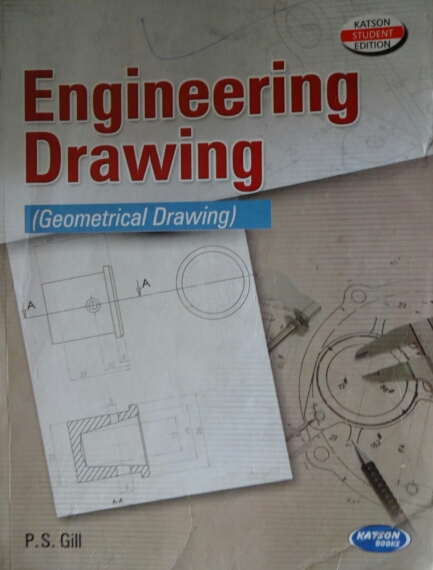 KATSON
STUDENT
EDITION
Engineering
Drawing
(Geometrical Drawing)
A
A
P.S. Gill
KATSON
BOOKS